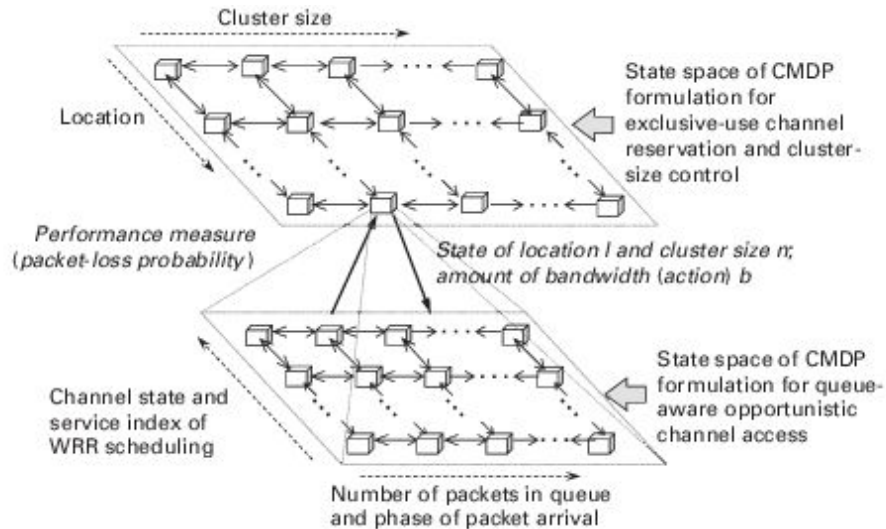 Cluster size
Location
State space of CMDP
formulation for
exclusive-use channel
reservation and cluster-
size control
Performance measure
(packet-loss probability)
State of location l and cluster size n;
amount of bandwidth (action) b
Channel state and
service index of
WRR scheduling
State space of CMDP
formulation for queue-
aware opportunistic
channel access
Number of packets in queue
and phase of packet arrival